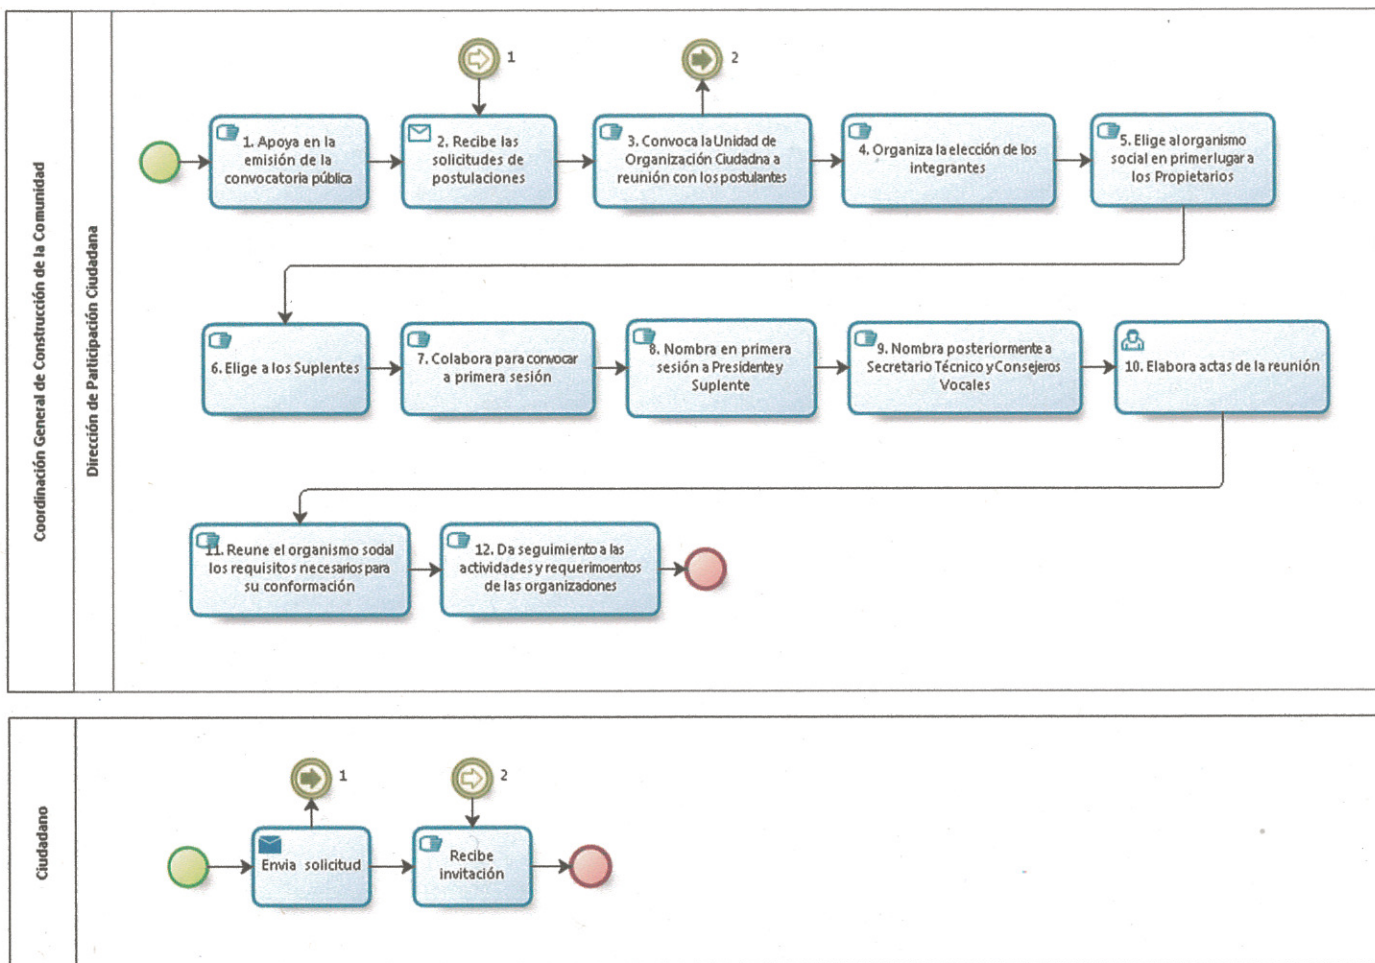 Coordinación General de Construcción de la Comunidad
Dirección de Participación Ciudadana
1
2
1. Apoya en la
emisión de la
convocatoria pública
2. Recibe las
solicitudes de
postulaciones
3. Convoca la Unidad de
Organización Ciudadna a
reunión con los postulantes
4. Organiza la elección de los
integrantes
5. Elige al organismo
social en primer lugar a
los Propietarios
6. Elige a los Suplentes
7. Colabora para convocar
a primera sesión
8. Nombra en primera
sesión a Presidente y
Suplente
9. Nombra posteriormente a
Secretario Técnico y Consejeros
Vocales
10. Elabora actas de la reunión
11. Reune el organismo social
los requisitos necesarios para
su conformación
12. Da seguimiento a las
actividades y requerimoentos
de las organizaciones
Ciudadano
1
2
Envia solicitud
Recibe
invitación